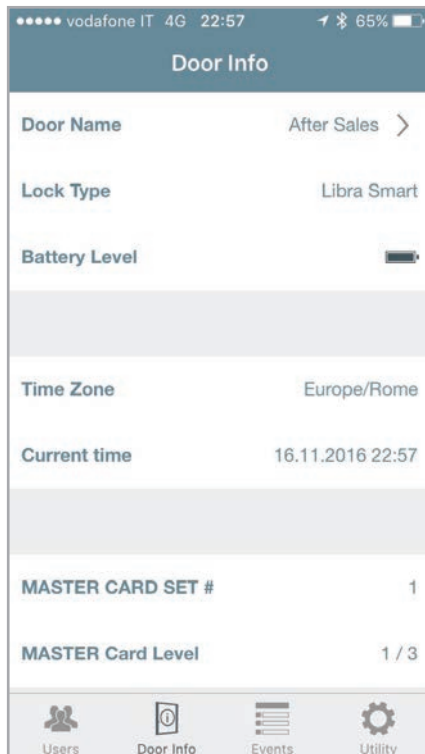 vodafone IT 4G 22:57 65%
Door Info
Door Name After Sales
Lock Type Libra Smart
Battery Level
Time Zone Europe/Rome
Current time 16.11.2016 22:57
MASTER CARD SET # 1
MASTER Card Level 1 / 3
Users Door Info Events Utility